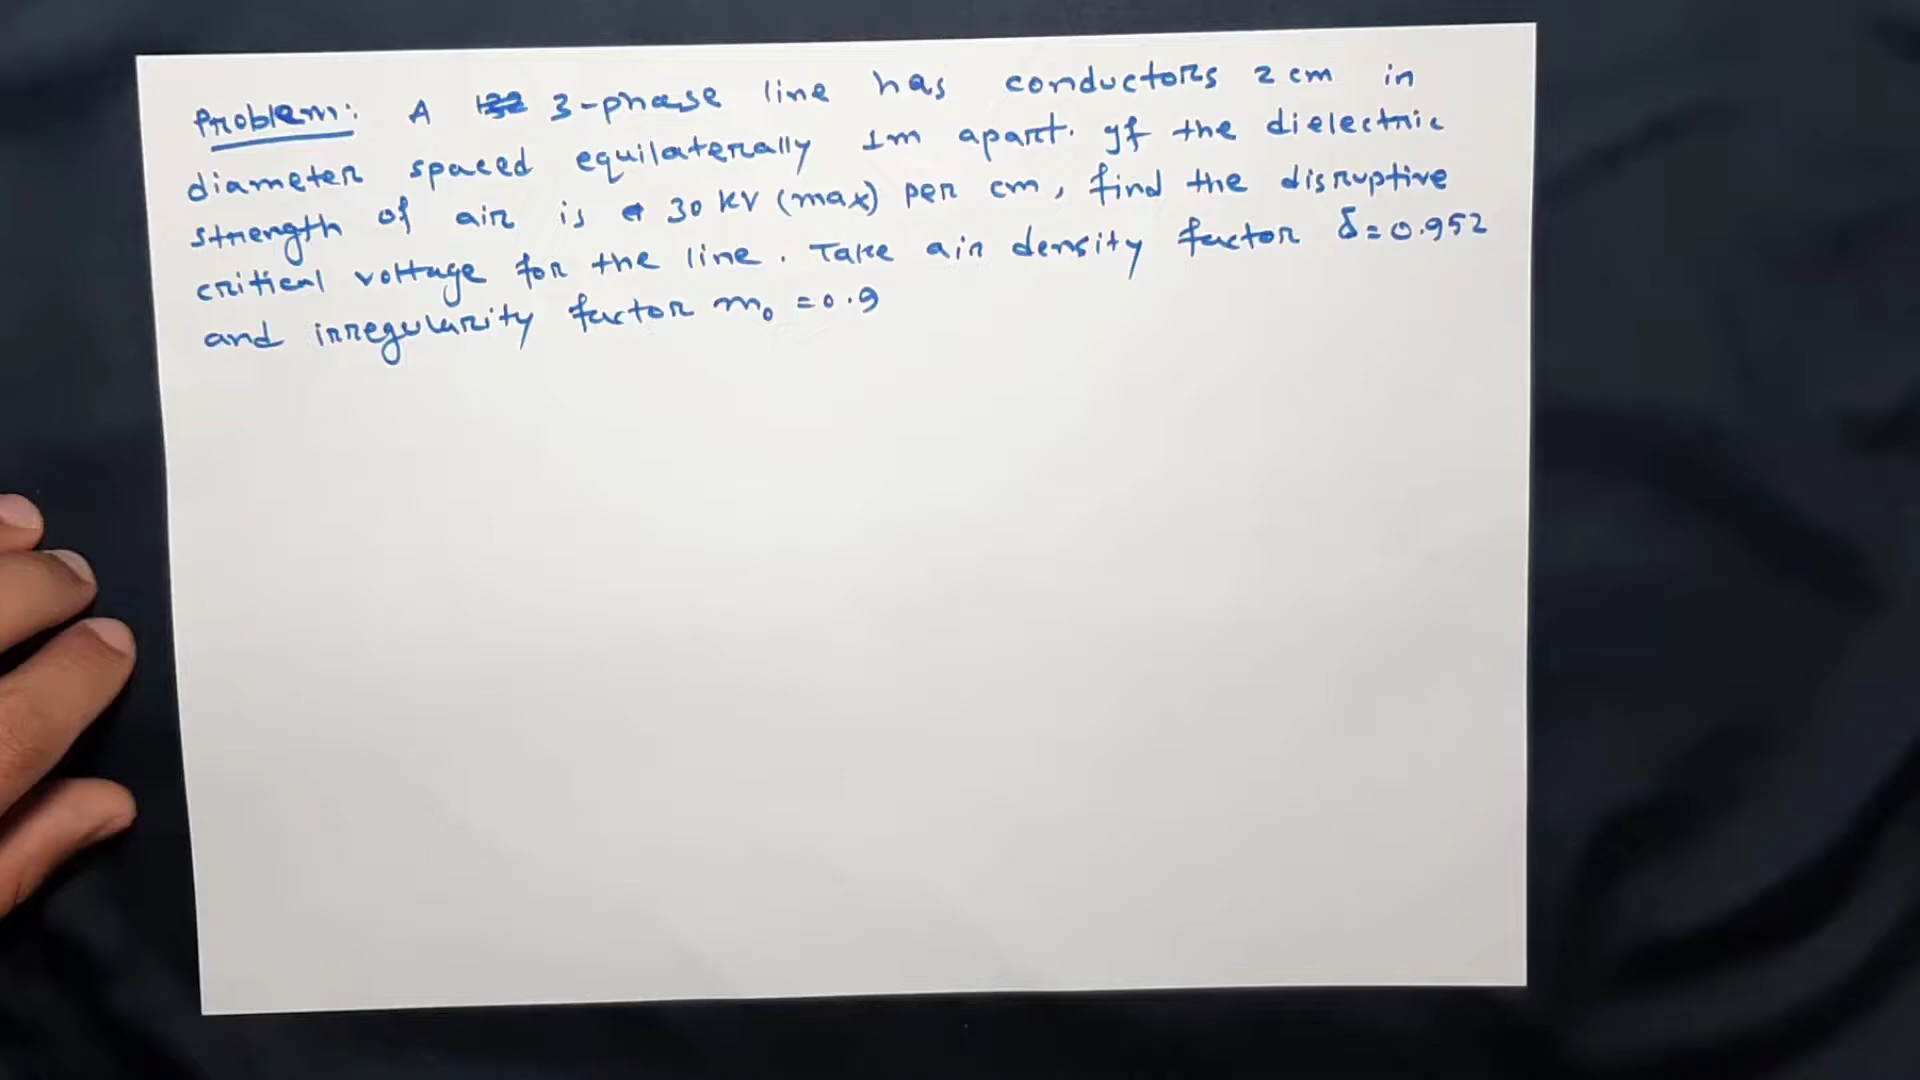 Problem: A 3-phase line has conductors 2 cm in
diameter spaced equilaterally 1m apart. If the dielectric
strength of air is 30 kV (max) per cm, find the disruptive
critical voltage for the line. Take air density factor δ=0.952
and irregularity factor m₀ =0.9